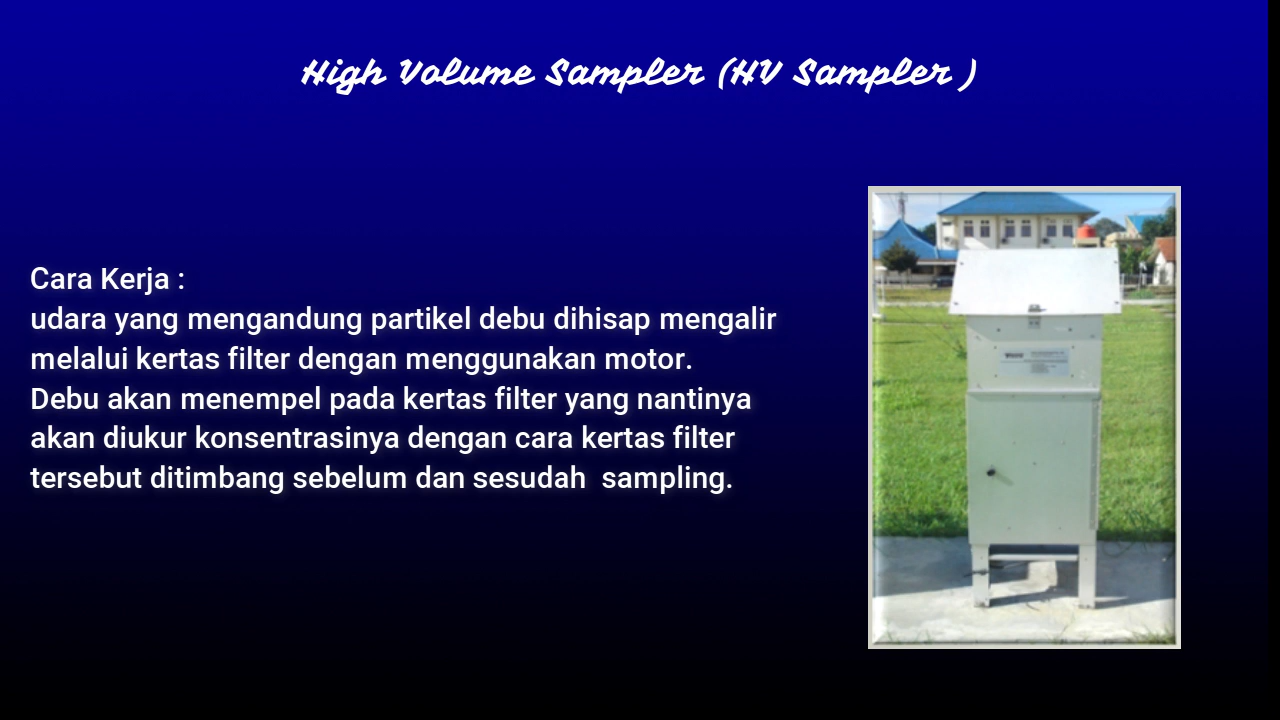 High Volume Sampler (HV Sampler )
Cara Kerja :
udara yang mengandung partikel debu dihisap mengalir
melalui kertas filter dengan menggunakan motor.
Debu akan menempel pada kertas filter yang nantinya
akan diukur konsentrasinya dengan cara kertas filter
tersebut ditimbang sebelum dan sesudah  sampling.